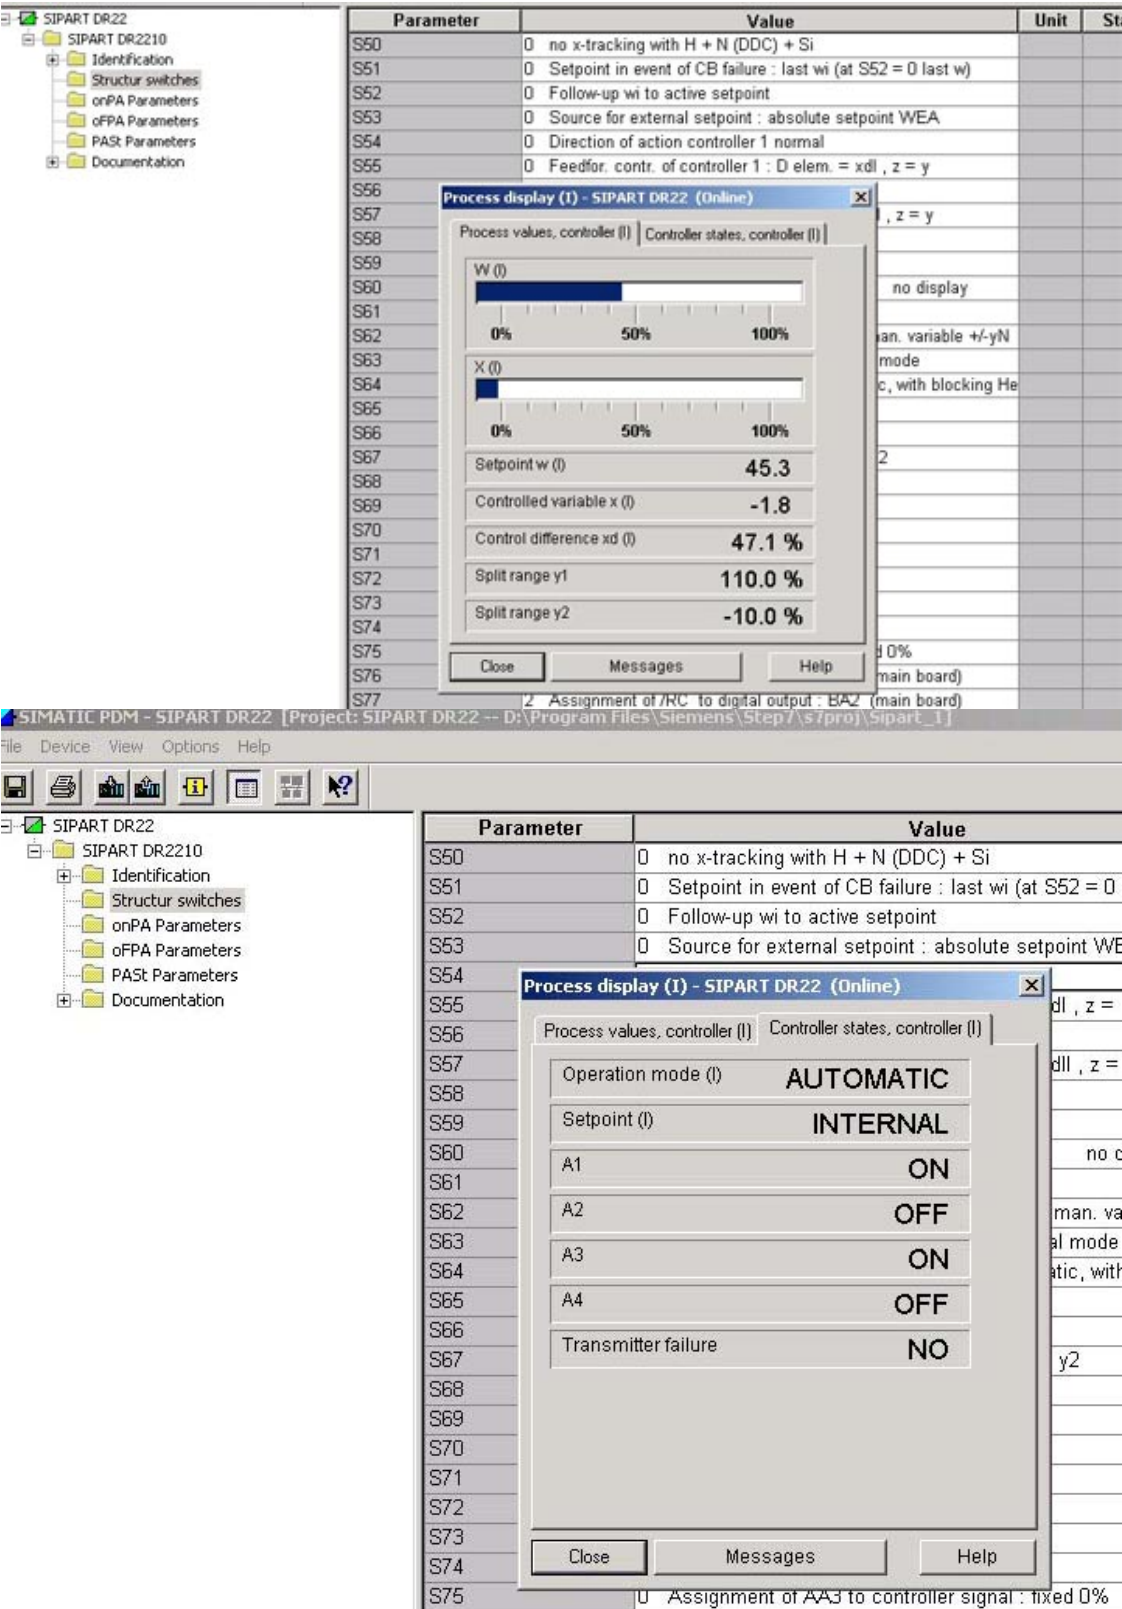 SIPART DR22
SIPART DR2210
Identification
Structur switches
onPA Parameters
oFPA Parameters
PASt Parameters
Documentation
Parameter Value Unit
S50 0 no x-tracking with H + N (DDC) + Si
S51 0 Setpoint in event of CB failure : last wi (at S52 = 0 last w)
S52 0 Follow-up wi to active setpoint
S53 0 Source for external setpoint : absolute setpoint WEA
S54 0 Direction of action controller 1 normal
S55 0 Feedfor. contr. of controller 1 : D elem. = xdI , z = y
S56
S57 , z = y
S58
S59
S60 no display
S61
S62 man. variable +/-yN
S63 mode
S64 c, with blocking He
S65
S66
S67 2
S68
S69
S70
S71
S72
S73
S74
S75 0%
S76 (main board)
S77 2 Assignment of /RC to digital output : BA2 (main board)
Process display (I) - SIPART DR22 (Online)
Process values, controller (I) Controller states, controller (I)
W (I)
0% 50% 100%
X (I)
0% 50% 100%
Setpoint w (I) 45.3
Controlled variable x (I) -1.8
Control difference xd (I) 47.1 %
Split range y1 110.0 %
Split range y2 -10.0 %
Close Messages Help
SIMATIC PDM - SIPART DR22 [Project: SIPART DR22 -- D:\Program Files\Siemens\Step7\s7proj\Sipart_1]
File Device View Options Help
SIPART DR22
SIPART DR2210
Identification
Structur switches
onPA Parameters
oFPA Parameters
PASt Parameters
Documentation
Parameter Value
S50 0 no x-tracking with H + N (DDC) + Si
S51 0 Setpoint in event of CB failure : last wi (at S52 = 0
S52 0 Follow-up wi to active setpoint
S53 0 Source for external setpoint : absolute setpoint WE
S54
S55 dI , z =
S56
S57 dII , z =
S58
S59
S60 no
S61
S62 man. va
S63 al mode
S64 atic, with
S65
S66
S67 y2
S68
S69
S70
S71
S72
S73
S74
S75 0 Assignment of AA3 to controller signal : fixed 0%
Process display (I) - SIPART DR22 (Online)
Process values, controller (I) Controller states, controller (I)
Operation mode (I) AUTOMATIC
Setpoint (I) INTERNAL
A1 ON
A2 OFF
A3 ON
A4 OFF
Transmitter failure NO
Close Messages Help